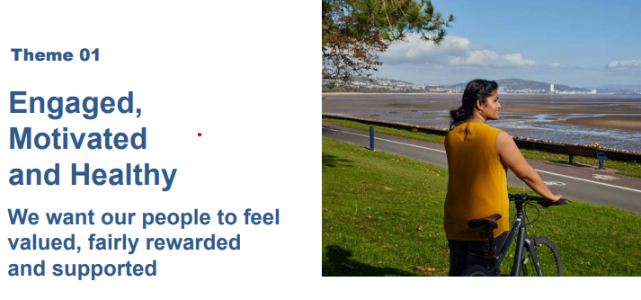 Theme 01
Engaged,
Motivated
and Healthy
We want our people to feel
valued, fairly rewarded
and supported